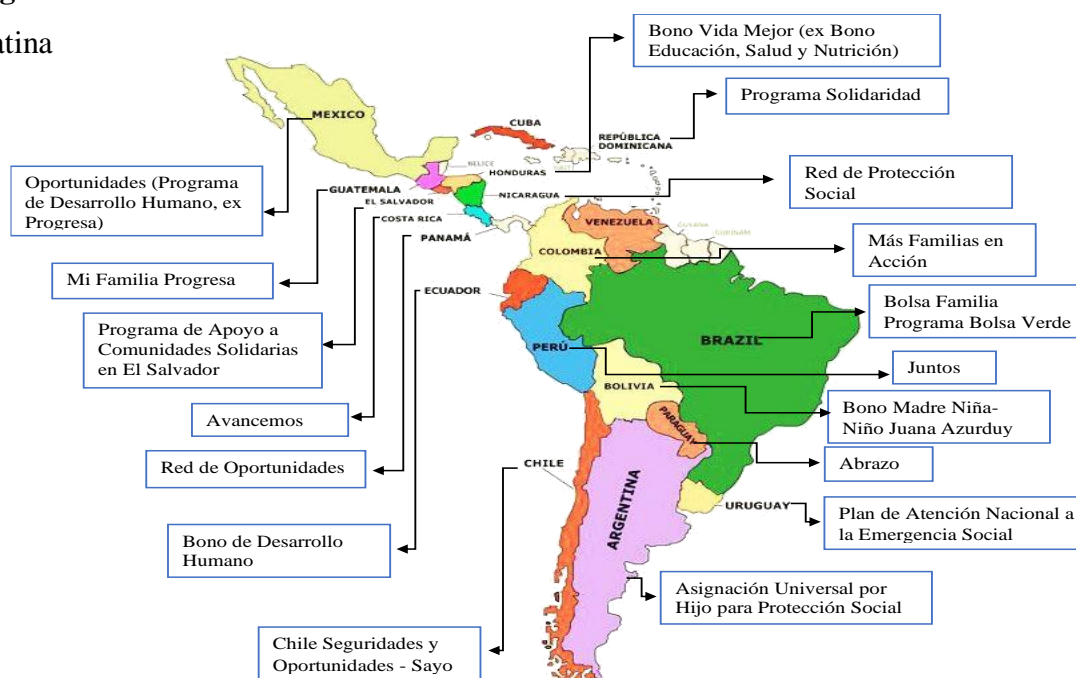 g
atina
Bono Vida Mejor (ex Bono
Educación, Salud y Nutrición)
Programa Solidaridad
MEXICO
CUBA
REPÚBLICA
DOMINICANA
BELICE
HAITI
HONDURAS
Oportunidades (Programa
de Desarrollo Humano, ex
Progresa)
Red de Protección
Social
GUATEMALA
NICARAGUA
EL SALVADOR
COSTA RICA
VENEZUELA
GUYANA
SURINAM
PANAMÁ
COLOMBIA
Más Familias en
Acción
Mi Familia Progresa
ECUADOR
Bolsa Familia
Programa Bolsa Verde
Programa de Apoyo a
Comunidades Solidarias
en El Salvador
BRAZIL
PERÚ
Juntos
BOLIVIA
Avancemos
Bono Madre Niña-
Niño Juana Azurduy
PARAGUAY
Red de Oportunidades
CHILE
Abrazo
URUGUAY
Plan de Atención Nacional a
la Emergencia Social
ARGENTINA
Bono de Desarrollo
Humano
Asignación Universal por
Hijo para Protección Social
Chile Seguridades y
Oportunidades - Sayo